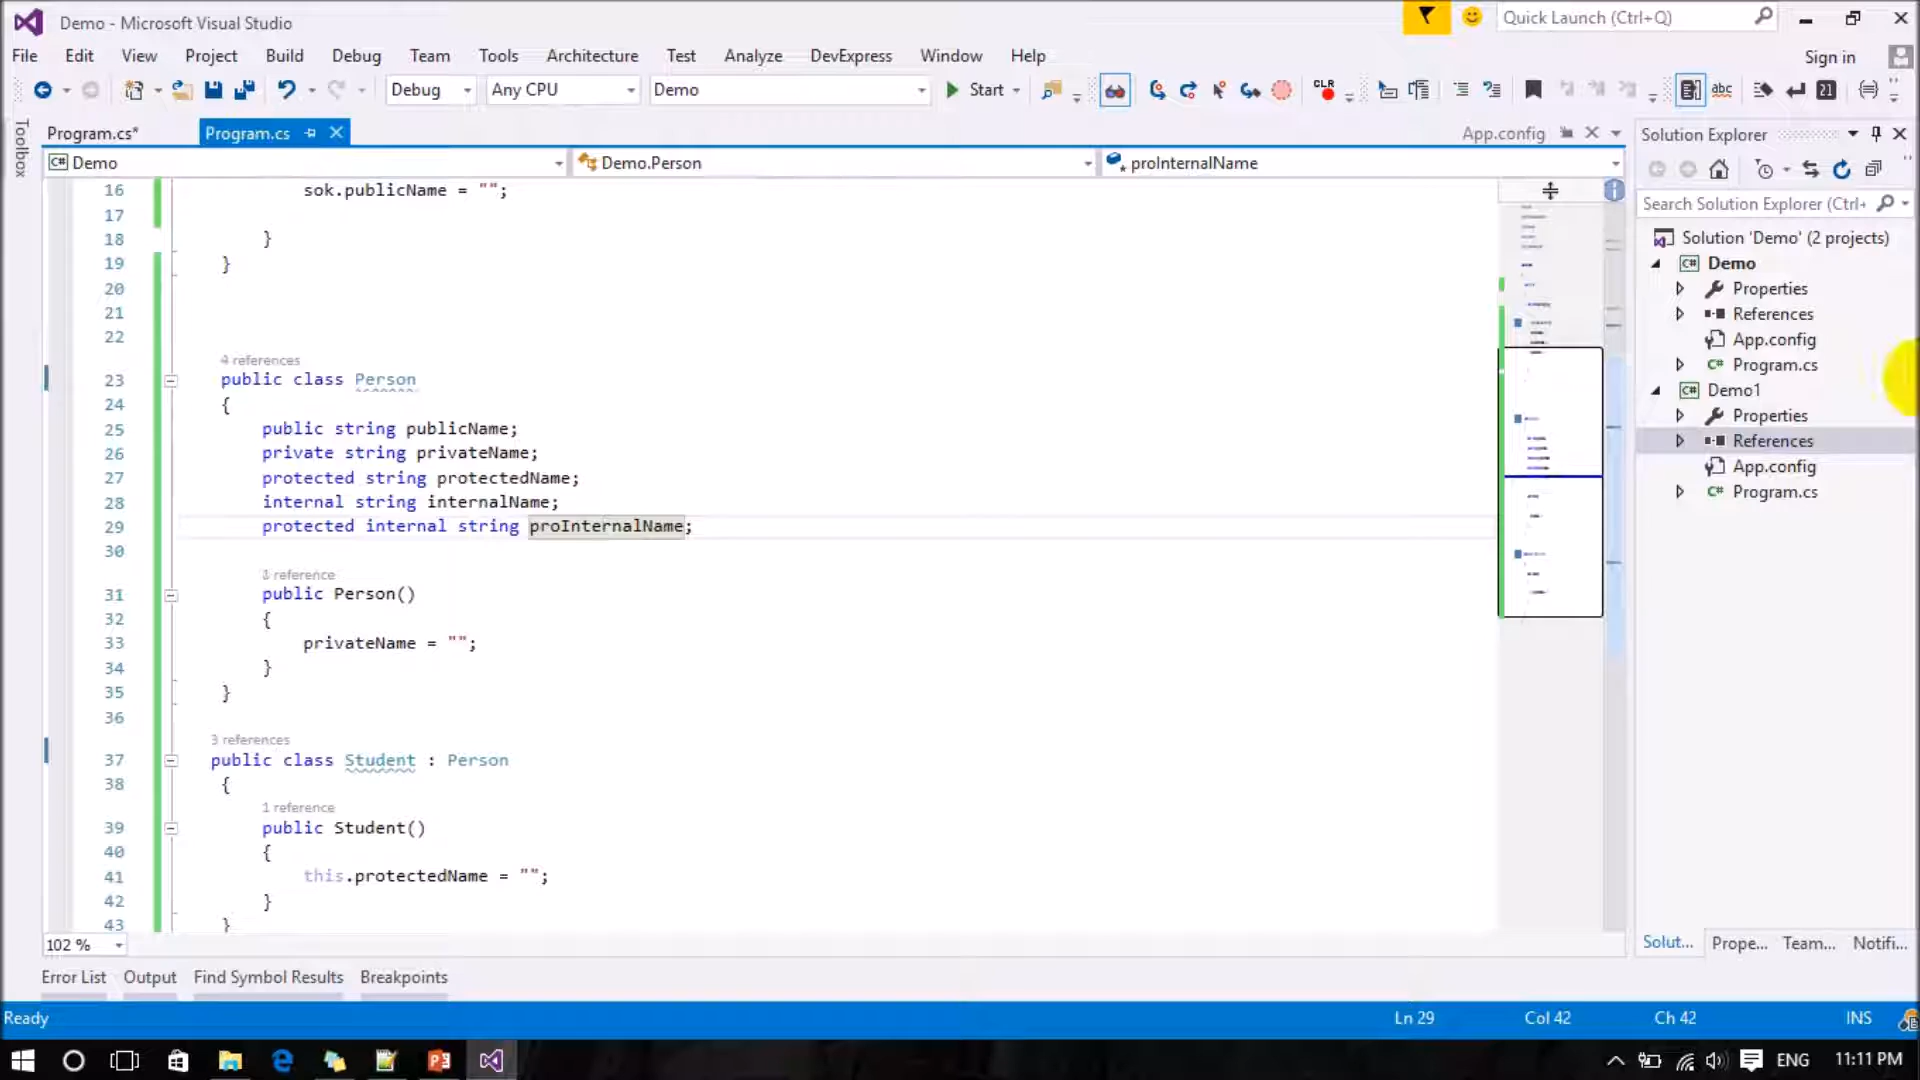 Demo - Microsoft Visual Studio
Quick Launch (Ctrl+Q)
File Edit View Project Build Debug Team Tools Architecture Test Analyze DevExpress Window Help
Sign in
Debug Any CPU Demo Start CLR abc 21
Toolbox
Program.cs* Program.cs App.config
Solution Explorer
C# Demo Demo.Person proInternalName
Search Solution Explorer (Ctrl+
16 sok.publicName = "";
17
18 }
19 }
20
21
22
4 references
23 public class Person
24 {
25 public string publicName;
26 private string privateName;
27 protected string protectedName;
28 internal string internalName;
29 protected internal string proInternalName;
30
reference
31 public Person()
32 {
33 privateName = "";
34 }
35 }
36
3 references
37 public class Student : Person
38 {
1 reference
39 public Student()
40 {
41 this.protectedName = "";
42 }
43 }
Solution 'Demo' (2 projects)
C# Demo
Properties
References
App.config
C# Program.cs
C# Demo1
Properties
References
App.config
C# Program.cs
102 %
Solut... Prope... Team... Notifi...
Error List Output Find Symbol Results Breakpoints
Ready Ln 29 Col 42 Ch 42 INS
ENG 11:11 PM